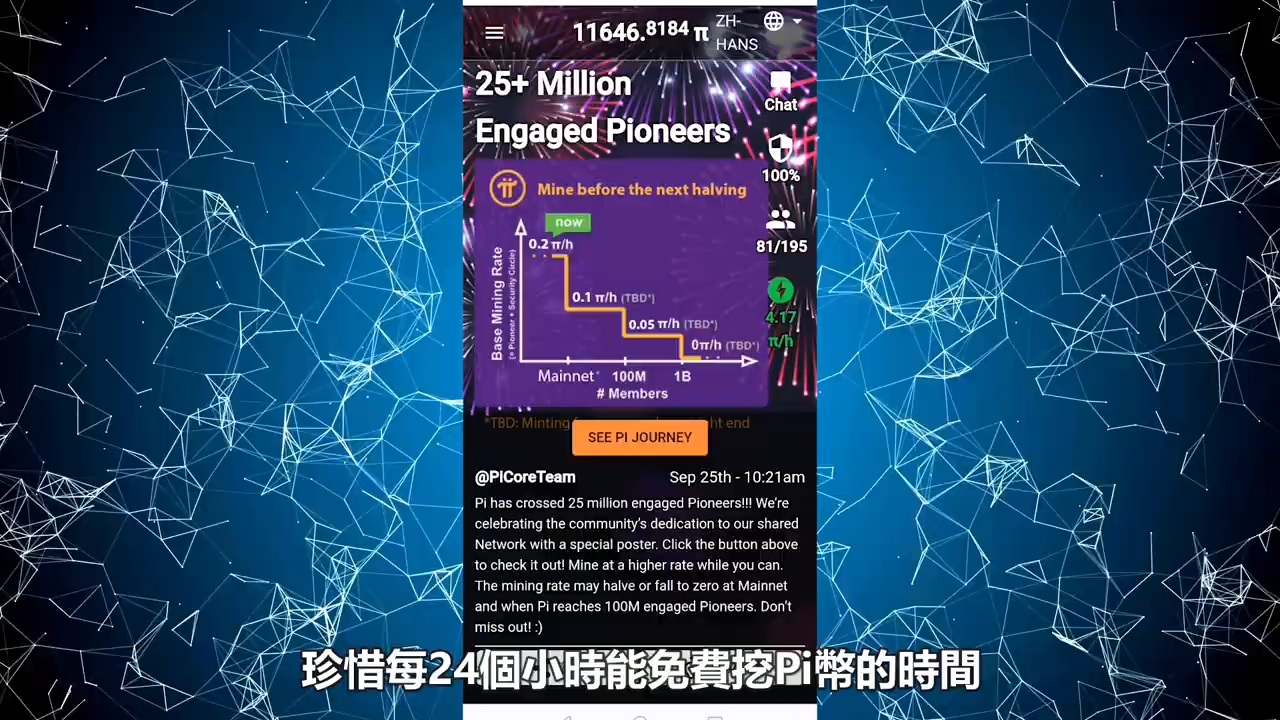 11646.8184 π
ZH-
HANS
25+ Million
Engaged Pioneers
Chat
100%
81/195
4.17
π/h
Mine before the next halving
now
Base Mining Rate
(= Pioneer + Security Circle)
0.2 π/h
0.1 π/h (TBD*)
0.05 π/h (TBD*)
0π/h (TBD*)
Mainnet* 100M 1B
# Members
*TBD: Minting ht end
SEE PI JOURNEY
@PiCoreTeam Sep 25th - 10:21am
Pi has crossed 25 million engaged Pioneers!!! We’re
celebrating the community’s dedication to our shared
Network with a special poster. Click the button above
to check it out! Mine at a higher rate while you can.
The mining rate may halve or fall to zero at Mainnet
and when Pi reaches 100M engaged Pioneers. Don’t
miss out! :)
珍惜每24個小時能免費挖Pi幣的時間